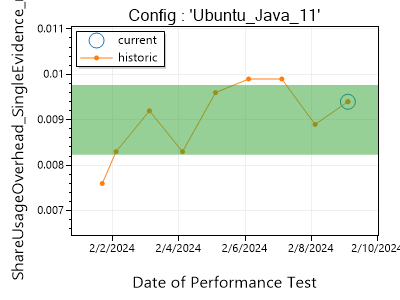 Config : 'Ubuntu_Java_11'
current
historic
0.011
0.01
0.009
0.008
0.007
ShareUsageOverhead_SingleEvidence_
2/2/2024
2/4/2024
2/6/2024
2/8/2024
2/10/2024
Date of Performance Test